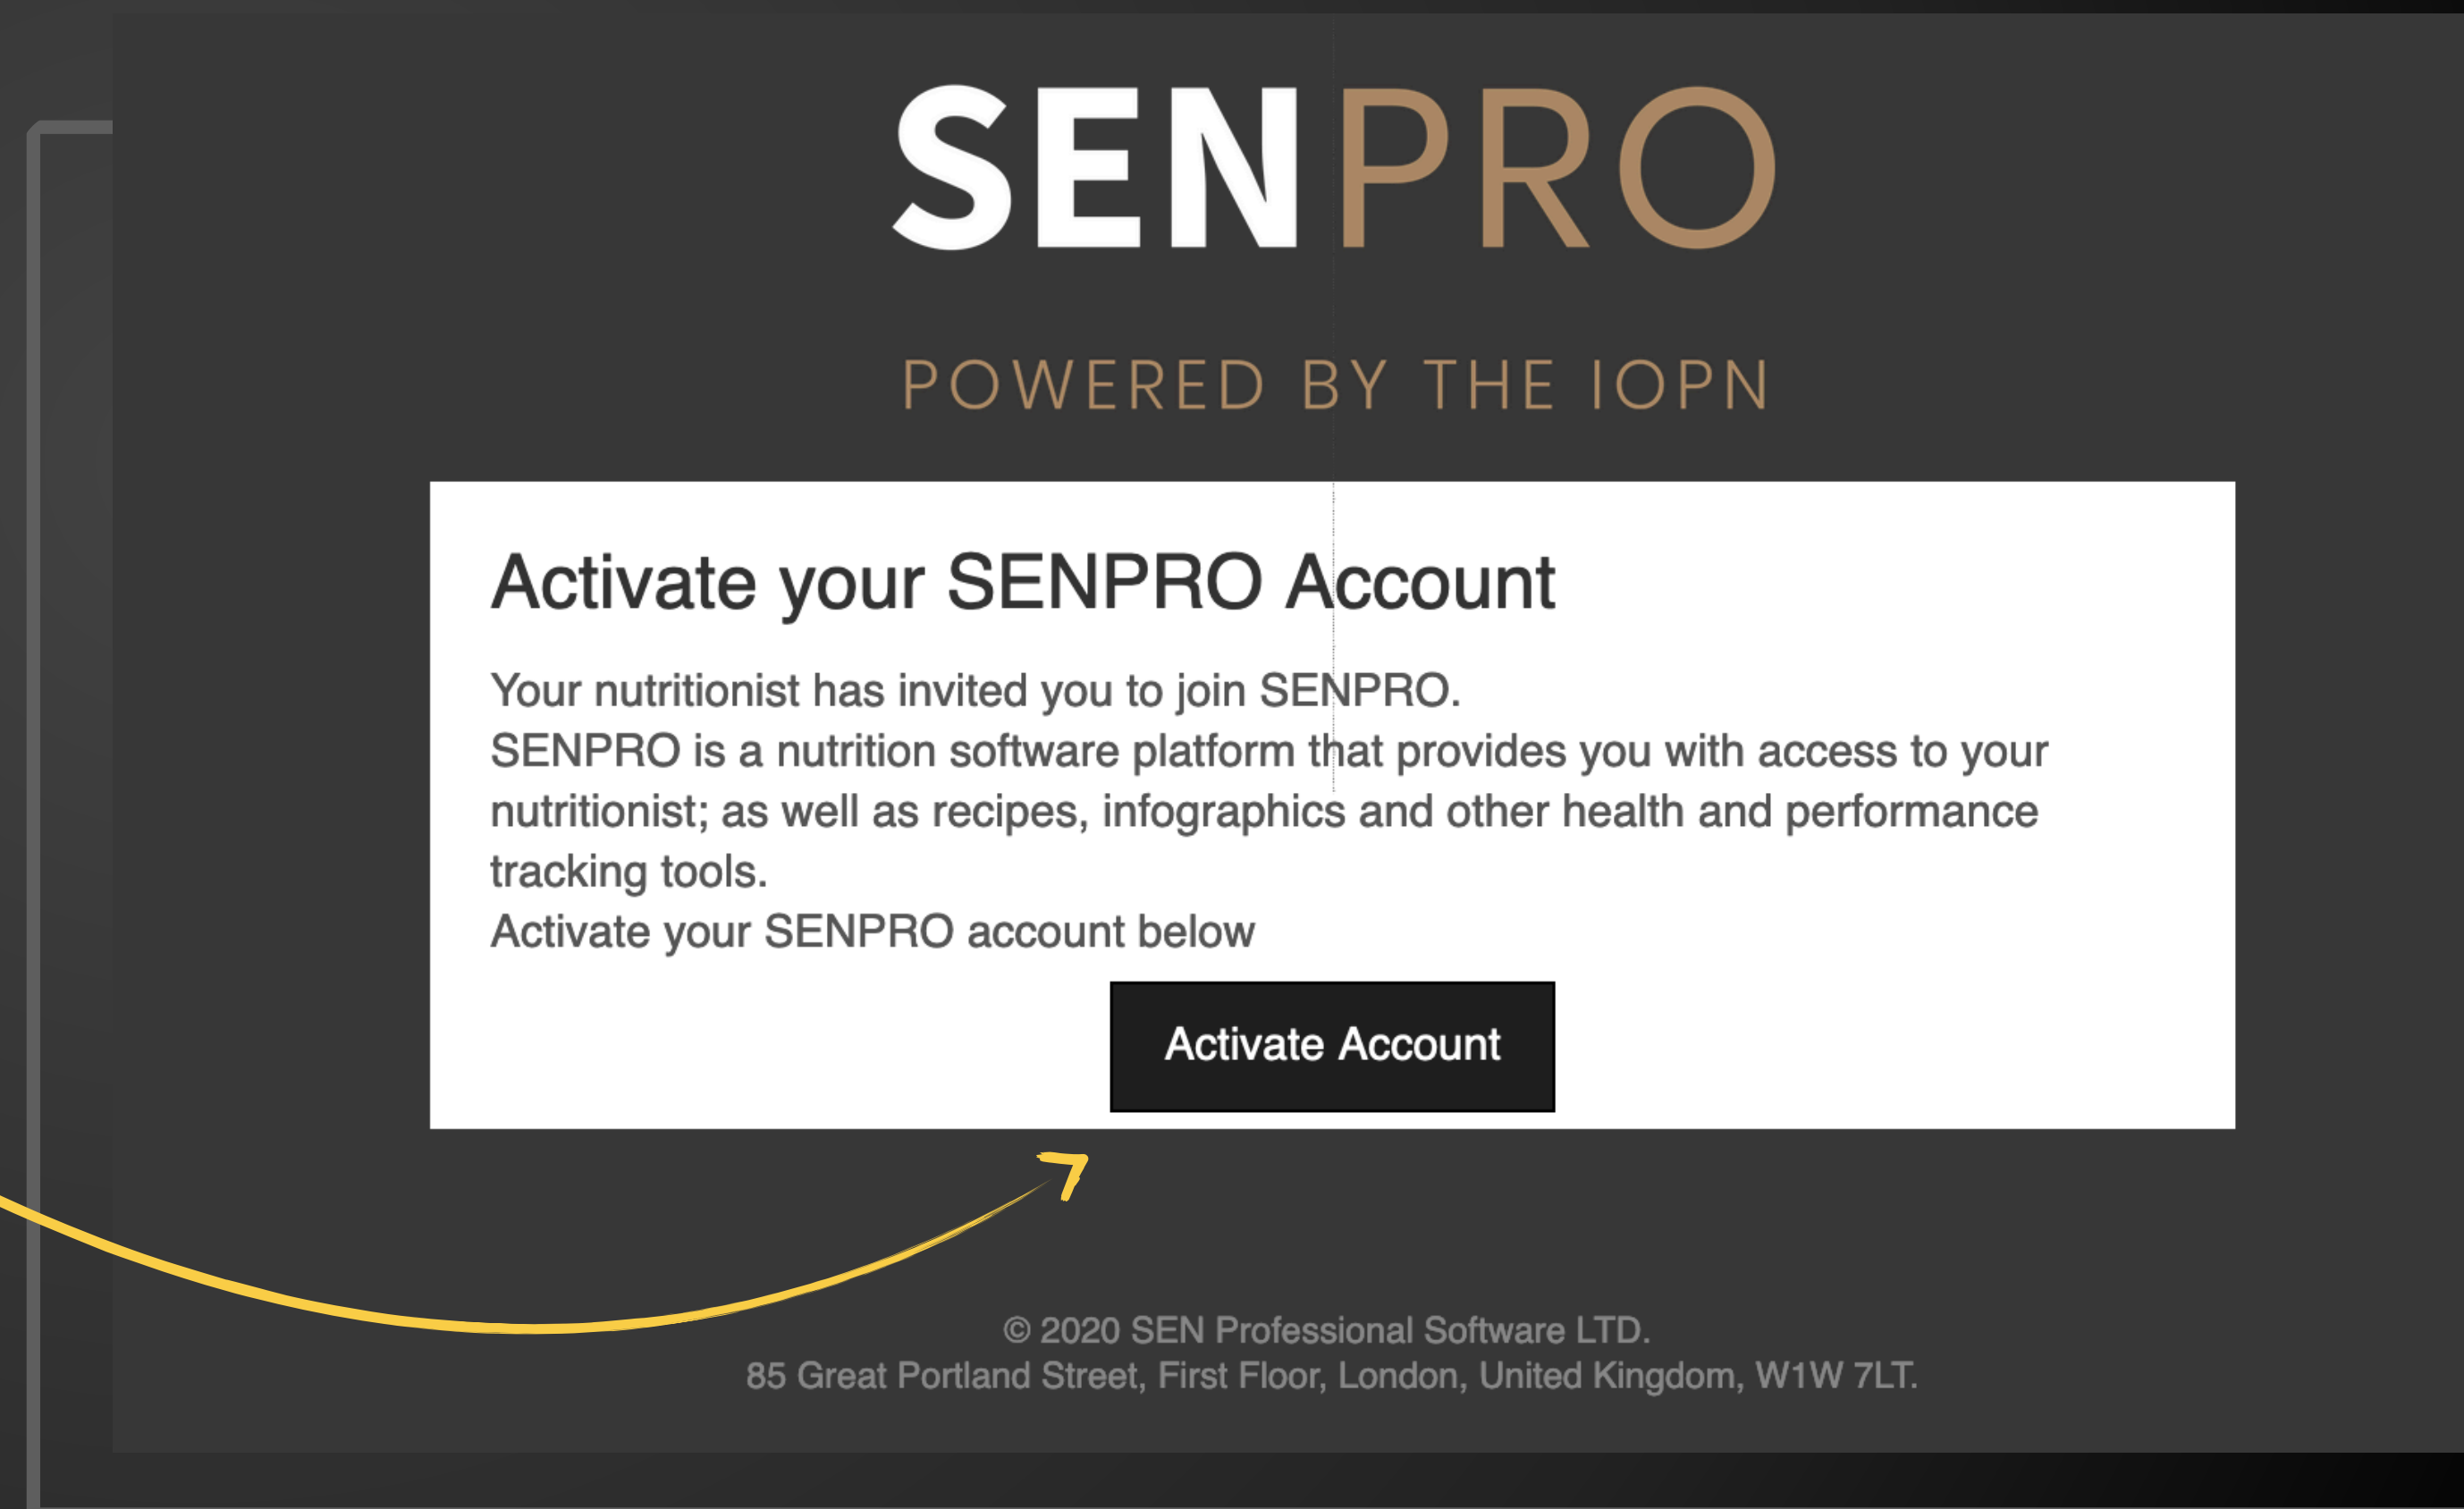 SENPRO
POWERED BY THE IOPN
Activate your SENPRO Account
Your nutritionist has invited you to join SENPRO.
SENPRO is a nutrition software platform that provides you with access to your
nutritionist; as well as recipes, infographics and other health and performance
tracking tools.
Activate your SENPRO account below
Activate Account
© 2020 SEN Professional Software LTD.
85 Great Portland Street, First Floor, London, United Kingdom, W1W 7LT.